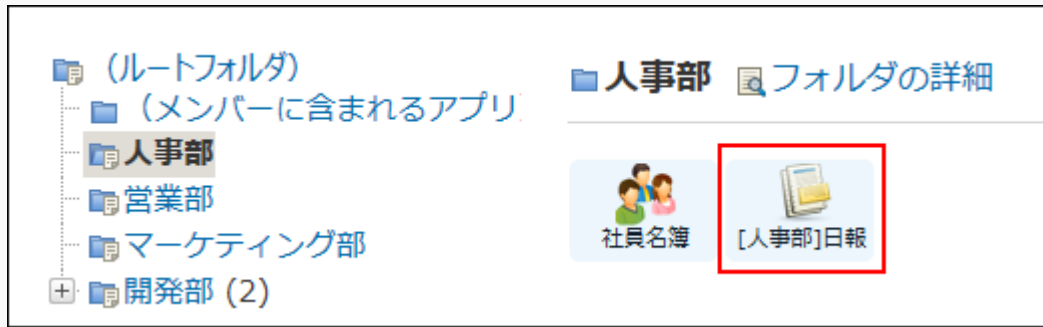 (ルートフォルダ)
(メンバーに含まれるアプリ
人事部
営業部
マーケティング部
開発部 (2)
人事部 フォルダの詳細
社員名簿 [人事部]日報